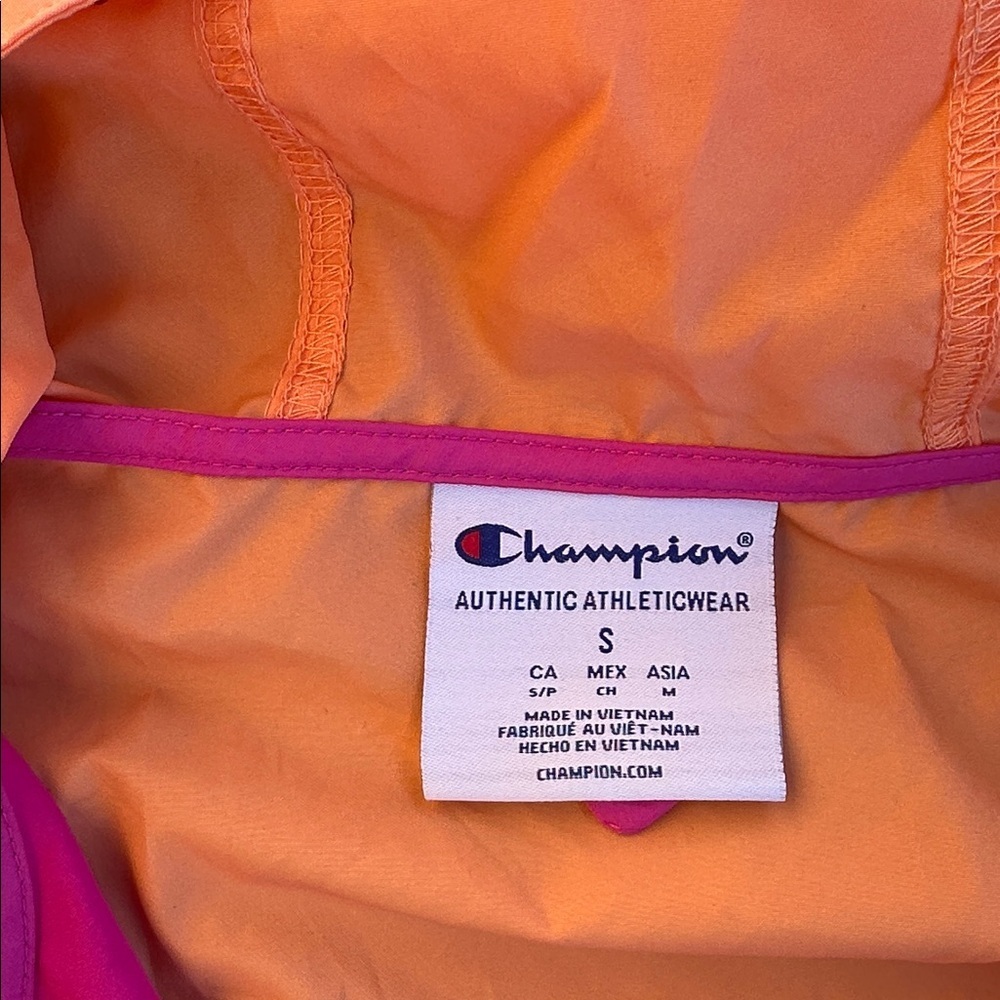 Champion®
AUTHENTIC ATHLETICWEAR
S
CA MEX ASIA
S/P CH M
MADE IN VIETNAM
FABRIQUÉ AU VIÊT-NAM
HECHO EN VIETNAM
CHAMPION.COM